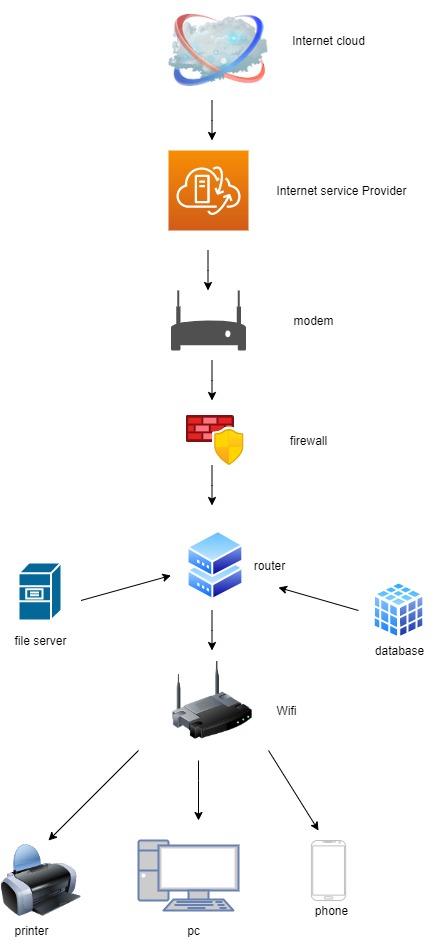 Internet cloud
Internet service Provider
modem
firewall
router
file server
database
Wifi
printer
pc
phone